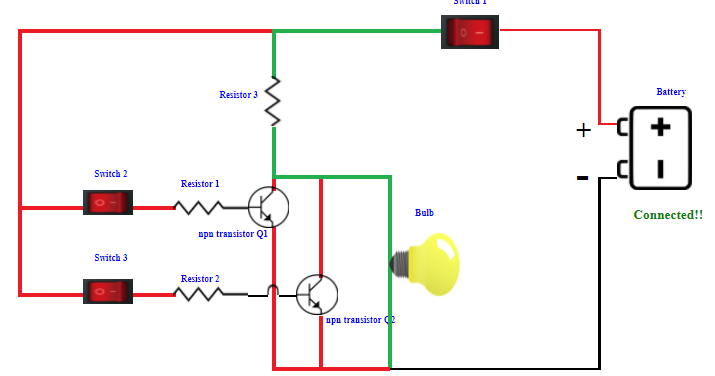 Switch 1
Resistor 3
Battery
+
-
Switch 2
Resistor 1
Connected!!
Bulb
npn transistor Q1
Switch 3
Resistor 2
npn transistor Q2